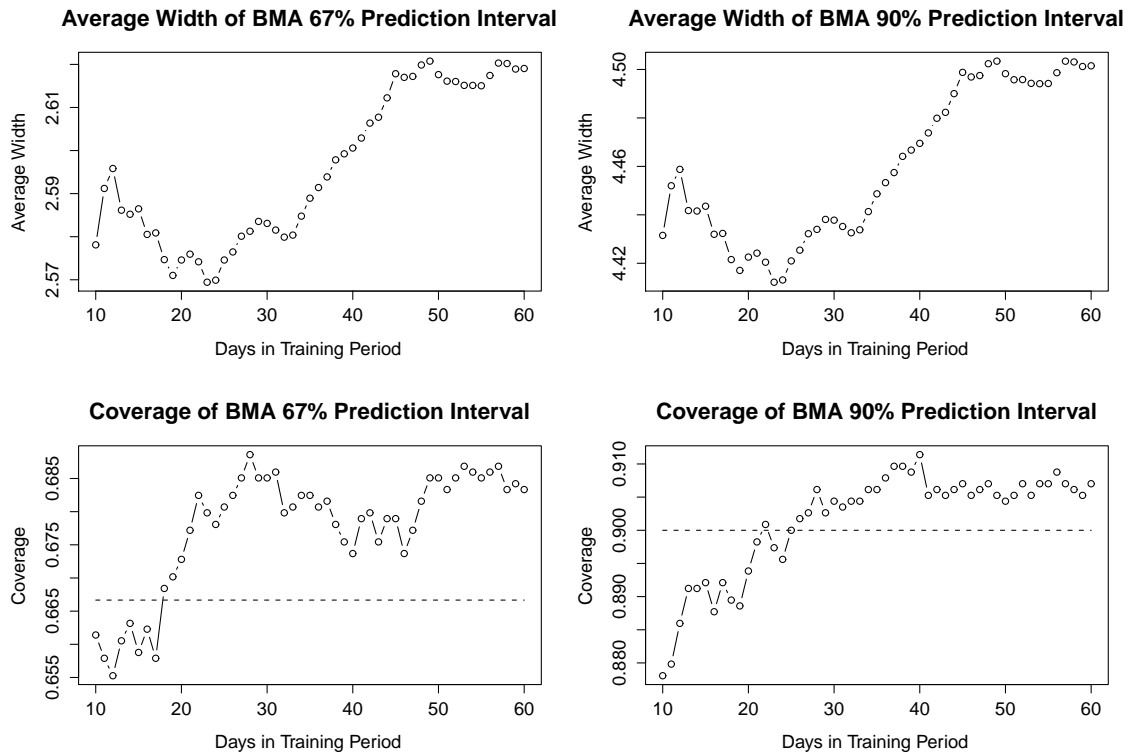 Average Width of BMA 67% Prediction Interval
Average Width
2.57
2.59
2.61
10 20 30 40 50 60
Days in Training Period
Average Width of BMA 90% Prediction Interval
Average Width
4.42
4.46
4.50
10 20 30 40 50 60
Days in Training Period
Coverage of BMA 67% Prediction Interval
Coverage
0.655
0.665
0.675
0.685
10 20 30 40 50 60
Days in Training Period
Coverage of BMA 90% Prediction Interval
Coverage
0.880
0.890
0.900
0.910
10 20 30 40 50 60
Days in Training Period